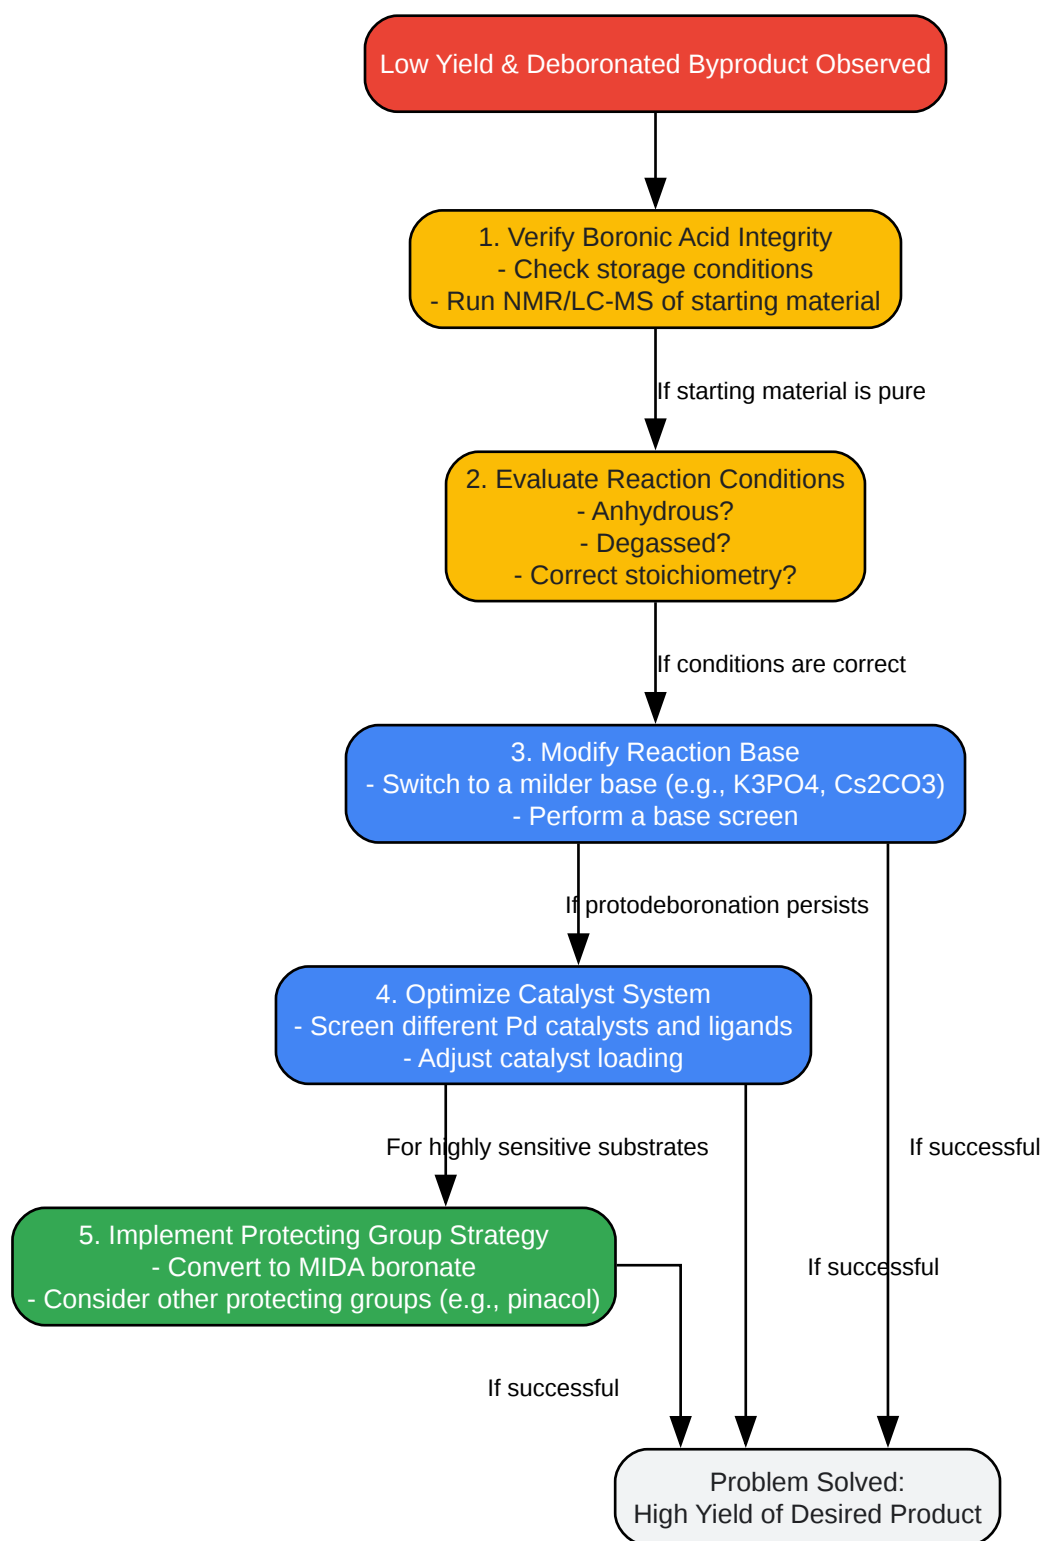 Low Yield & Deboronated Byproduct Observed
1. Verify Boronic Acid Integrity
- Check storage conditions
- Run NMR/LC-MS of starting material
If starting material is pure
2. Evaluate Reaction Conditions
- Anhydrous?
- Degassed?
- Correct stoichiometry?
If conditions are correct
3. Modify Reaction Base
- Switch to a milder base (e.g., K3PO4, Cs2CO3)
- Perform a base screen
If protodeboronation persists
4. Optimize Catalyst System
- Screen different Pd catalysts and ligands
- Adjust catalyst loading
For highly sensitive substrates
If successful
5. Implement Protecting Group Strategy
- Convert to MIDA boronate
- Consider other protecting groups (e.g., pinacol)
If successful
If successful
Problem Solved:
High Yield of Desired Product